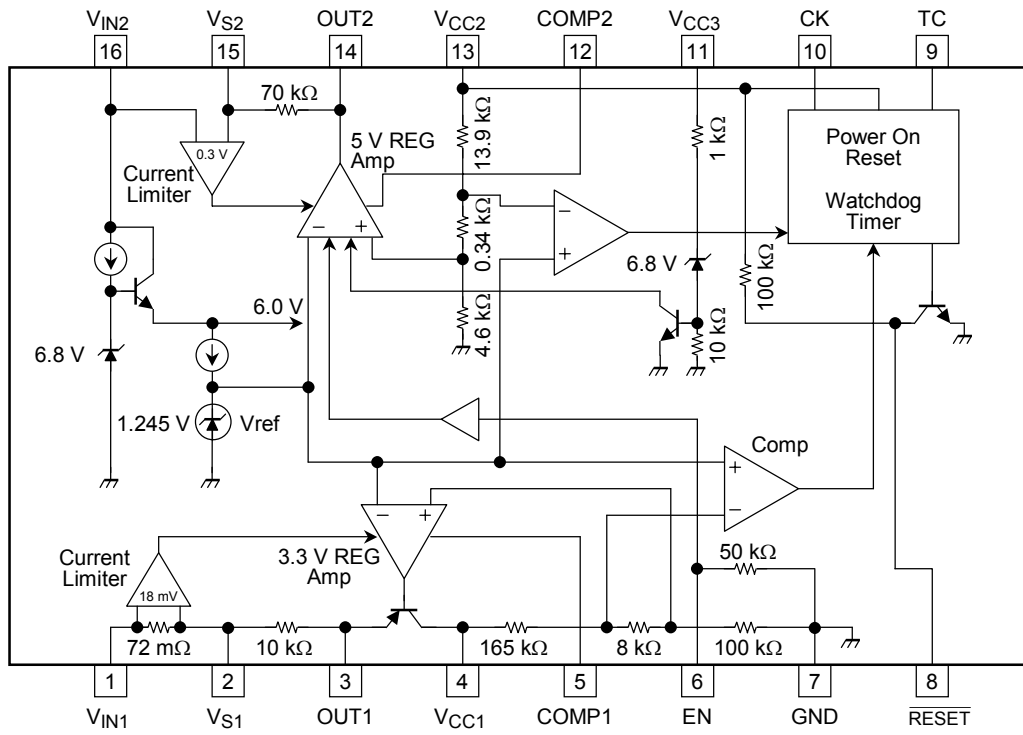 VIN2 VS2 OUT2 VCC2 COMP2 VCC3 CK TC
16 15 14 13 12 11 10 9
70 kΩ
0.3 V
Current
Limiter
5 V REG
Amp
13.9 kΩ
0.34 kΩ
4.6 kΩ
− +
−
+
1 kΩ
6.8 V
10 kΩ
100 kΩ
Power On
Reset
Watchdog
Timer
6.0 V
6.8 V
1.245 V
Vref
Comp
+
−
− +
3.3 V REG
Amp
Current
Limiter
18 mV
50 kΩ
72 mΩ
10 kΩ
165 kΩ
8 kΩ
100 kΩ
1 2 3 4 5 6 7 8
VIN1 VS1 OUT1 VCC1 COMP1 EN GND RESET